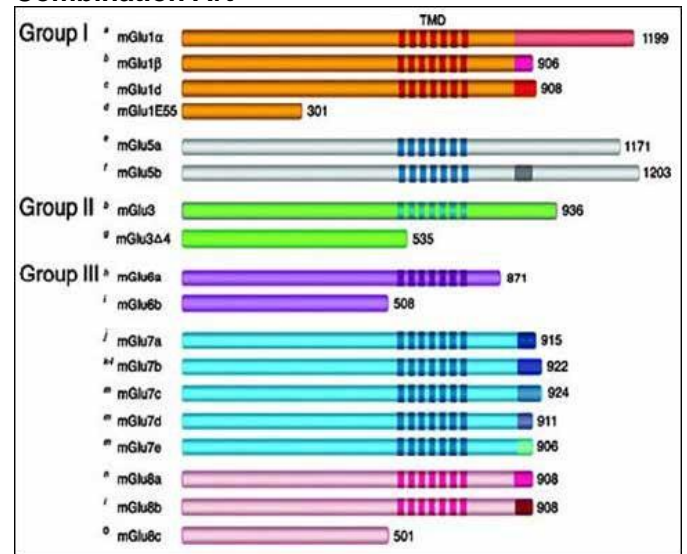 TMD
Group I a mGlu1α 1199
b mGlu1β 906
c mGlu1d 908
d mGlu1E55 301
e mGlu5a 1171
f mGlu5b 1203
Group II b mGlu3 936
g mGlu3Δ4 535
Group III h mGlu6a 871
i mGlu6b 508
j mGlu7a 915
k-l mGlu7b 922
m mGlu7c 924
m mGlu7d 911
m mGlu7e 906
n mGlu8a 908
i mGlu8b 908
o mGlu8c 501